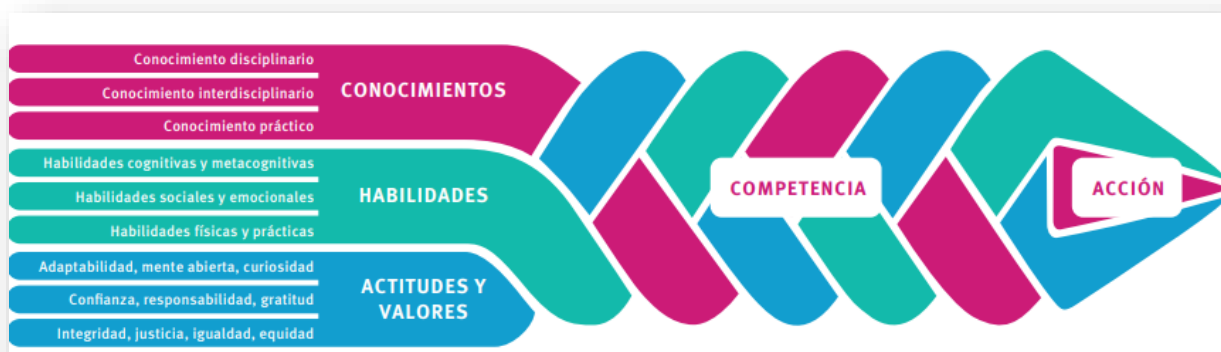 Conocimiento disciplinario
Conocimiento interdisciplinario
Conocimiento práctico
CONOCIMIENTOS
Habilidades cognitivas y metacognitivas
Habilidades sociales y emocionales
Habilidades físicas y prácticas
HABILIDADES
Adaptabilidad, mente abierta, curiosidad
Confianza, responsabilidad, gratitud
Integridad, justicia, igualdad, equidad
ACTITUDES Y
VALORES
COMPETENCIA
ACCIÓN